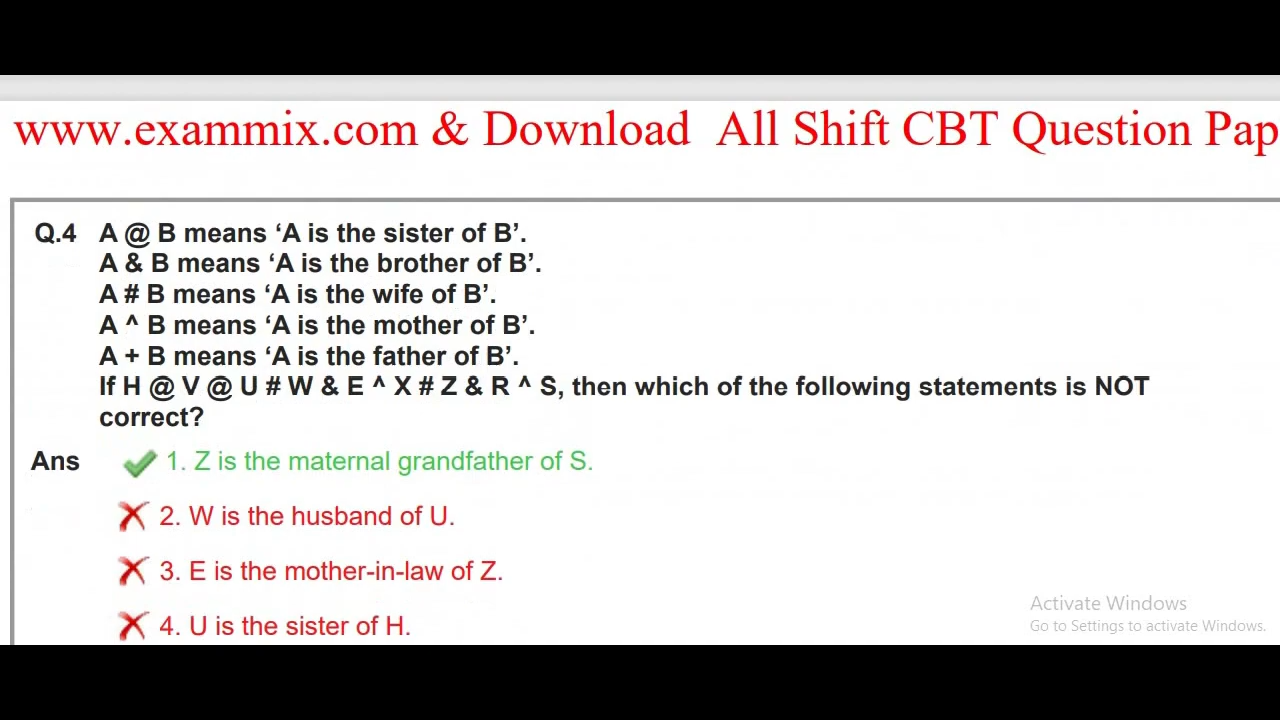 www.exammix.com & Download All Shift CBT Question Pap
Q.4 A @ B means ‘A is the sister of B’.
A & B means ‘A is the brother of B’.
A # B means ‘A is the wife of B’.
A ^ B means ‘A is the mother of B’.
A + B means ‘A is the father of B’.
If H @ V @ U # W & E ^ X # Z & R ^ S, then which of the following statements is NOT
correct?
Ans 1. Z is the maternal grandfather of S.
2. W is the husband of U.
3. E is the mother-in-law of Z.
4. U is the sister of H.
Activate Windows
Go to Settings to activate Windows.